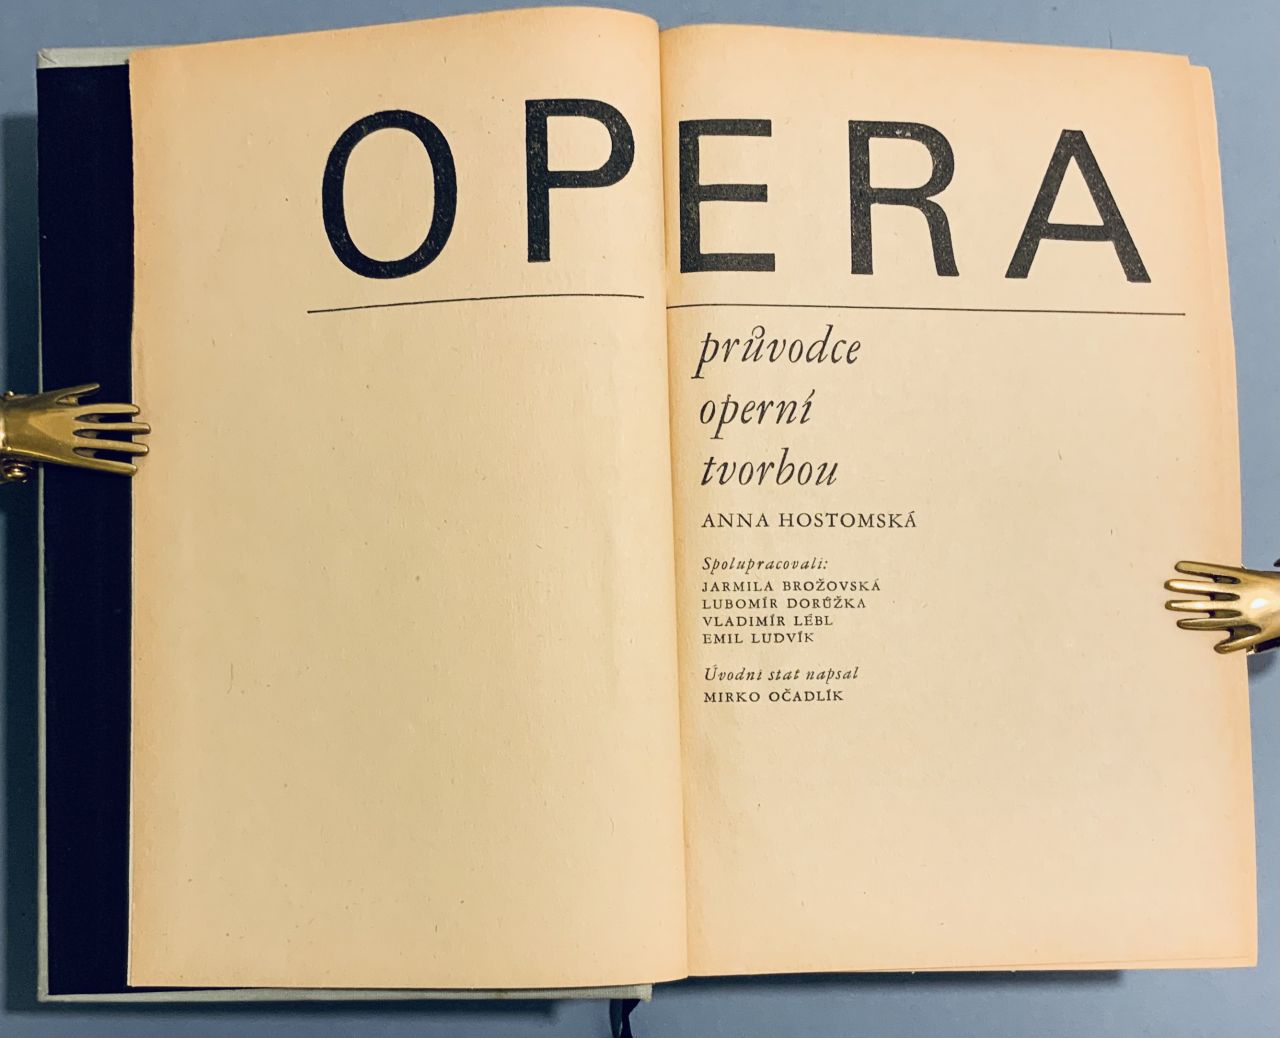 OPERA
průvodce
operní
tvorbou
ANNA HOSTOMSKÁ
Spolupracovali:
JARMILA BROŽOVSKÁ
LUBOMÍR DORŮŽKA
VLADIMÍR LÉBL
EMIL LUDVÍK
Úvodní stať napsal
MIRKO OČADLÍK